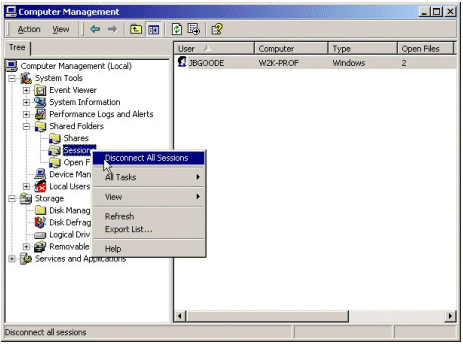 Computer Management
Action View
Tree
User Computer Type Open Files
JBGOODE W2K-PROF Windows 2
Computer Management (Local)
System Tools
Event Viewer
System Information
Performance Logs and Alerts
Shared Folders
Shares
Session
Open F
Device Man
Local Users
Storage
Disk Manag
Disk Defrag
Logical Driv
Removable
Services and Applications
Disconnect All Sessions
All Tasks
View
Refresh
Export List...
Help
Disconnect all sessions